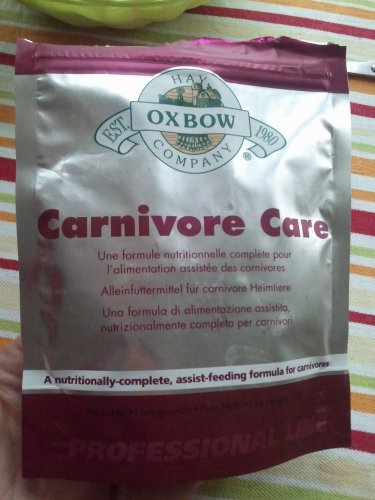 HAY
OXBOW
EST. 1980
COMPANY
®
Carnivore Care
Une formule nutritionnelle complète pour
l'alimentation assistée des carnivores
Alleinfuttermittel für carnivore Heimtiere
Una formula di alimentazione assistita,
nutrizionalmente completa per carnivori
A nutritionally-complete, assist-feeding formula for carnivores
PROFESSIONAL LINE